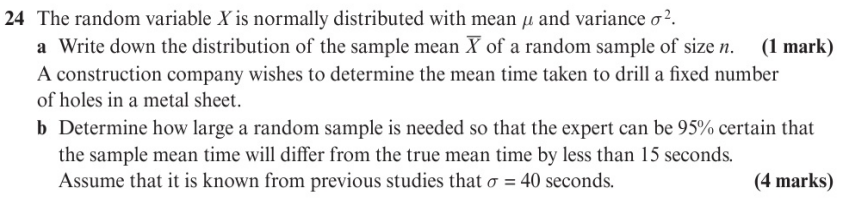 24 The random variable X is normally distributed with mean μ and variance σ².
a Write down the distribution of the sample mean X̅ of a random sample of size n. (1 mark)
A construction company wishes to determine the mean time taken to drill a fixed number
of holes in a metal sheet.
b Determine how large a random sample is needed so that the expert can be 95% certain that
the sample mean time will differ from the true mean time by less than 15 seconds.
Assume that it is known from previous studies that σ = 40 seconds. (4 marks)